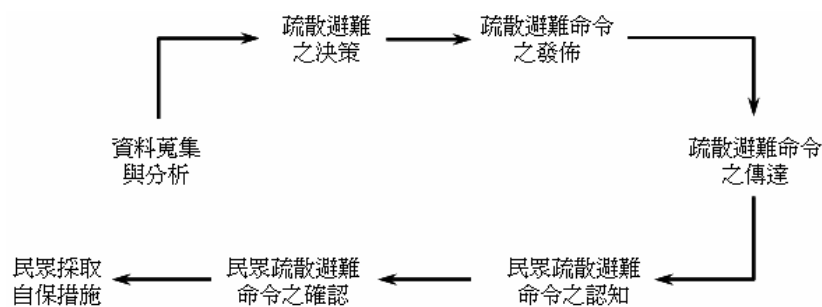 疏散避難
之決策
疏散避難命令
之發佈
資料蒐集
與分析
疏散避難命令
之傳達
民眾採取
自保措施
民眾疏散避難
命令之確認
民眾疏散避難
命令之認知